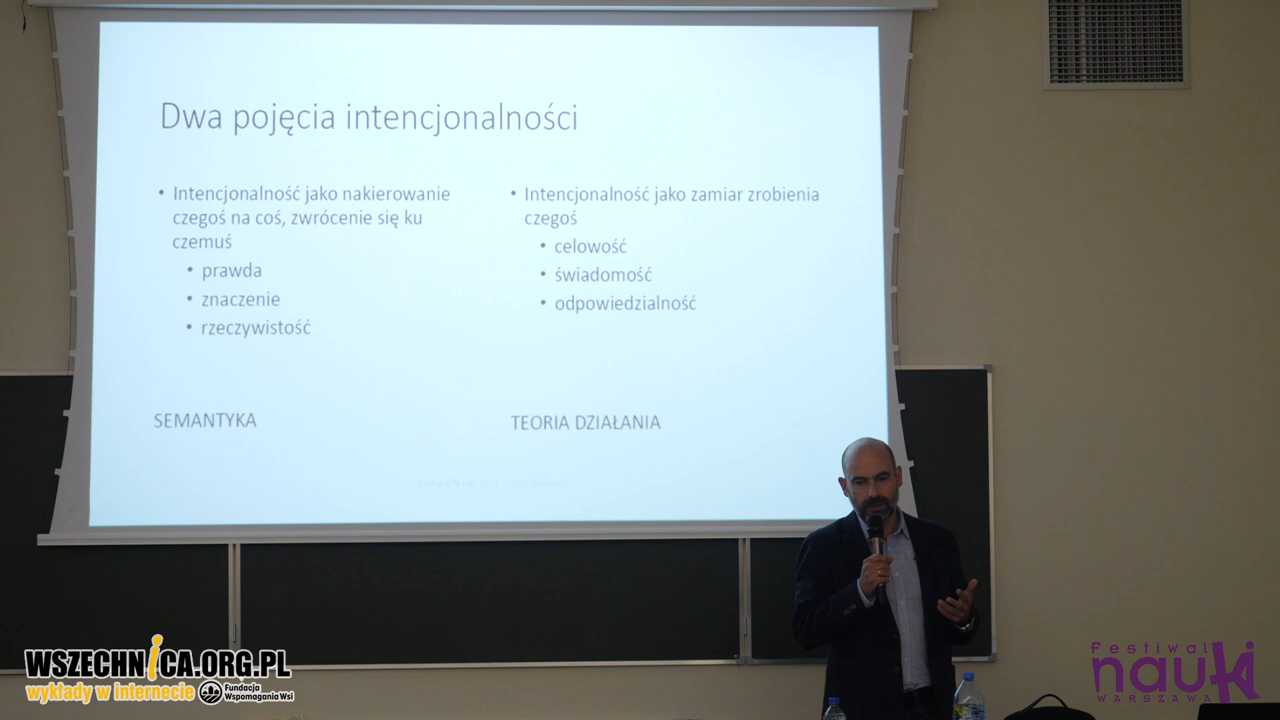 Dwa pojęcia intencjonalności
• Intencjonalność jako nakierowanie
czegoś na coś, zwrócenie się ku
czemuś
• prawda
• znaczenie
• rzeczywistość
SEMANTYKA
• Intencjonalność jako zamiar zrobienia
czegoś
• celowość
• świadomość
• odpowiedzialność
TEORIA DZIAŁANIA
WSZECHNICA.ORG.PL
wykłady w internecie
Fundacja
Wspomagania Wsi
Festiwal
nauki
WARSZAWA